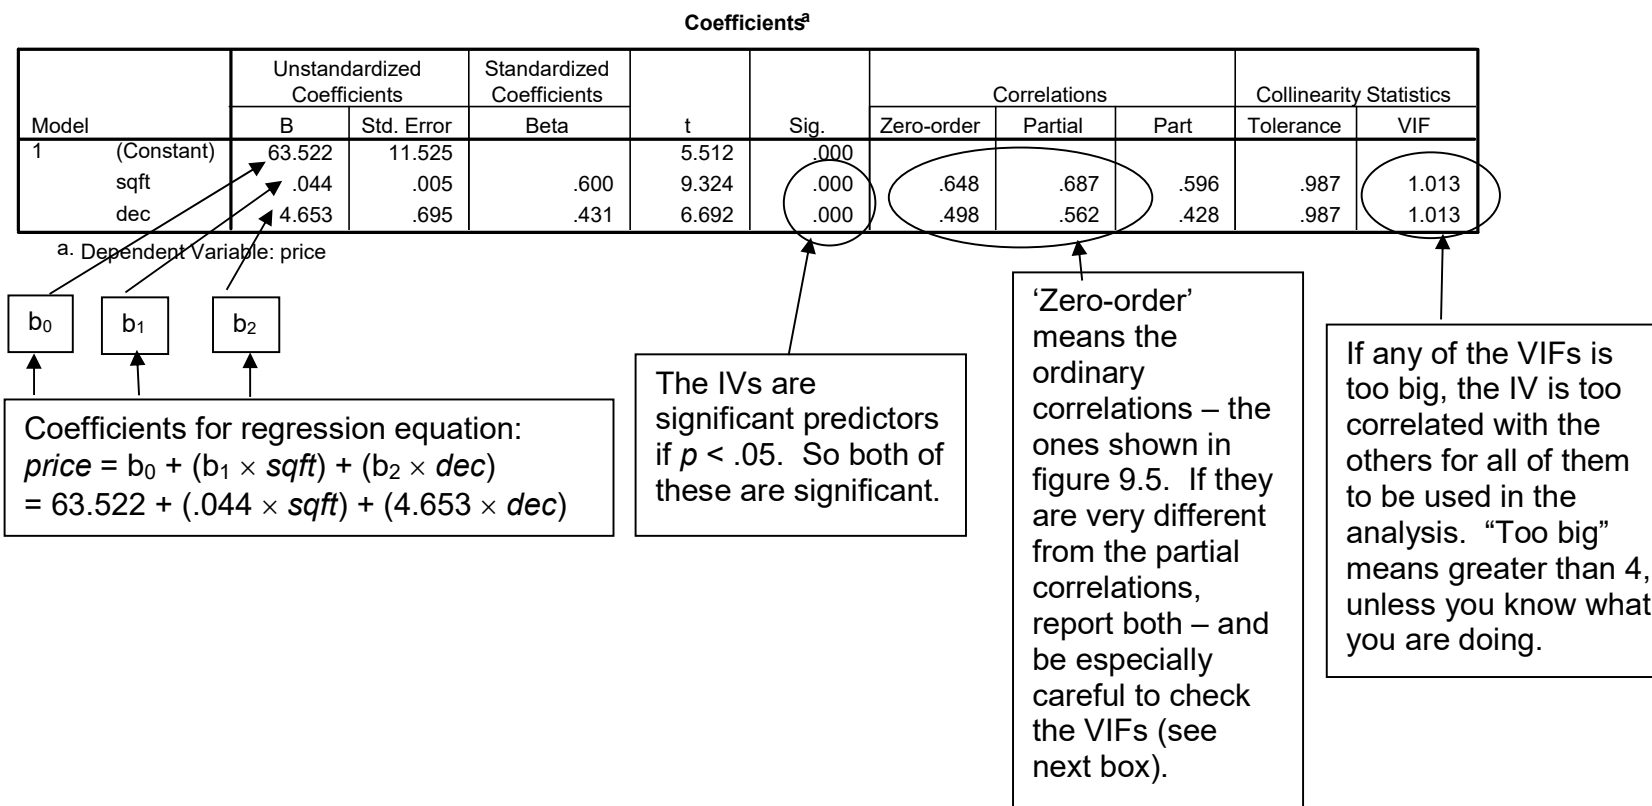 Coefficientsª
Unstandardized Coefficients Standardized Coefficients Correlations Collinearity Statistics
Model B Std. Error Beta t Sig. Zero-order Partial Part Tolerance VIF
1 (Constant) 63.522 11.525 5.512 .000
sqft .044 .005 .600 9.324 .000 .648 .687 .596 .987 1.013
dec 4.653 .695 .431 6.692 .000 .498 .562 .428 .987 1.013
a. Dependent Variable: price
b₀ b₁ b₂
Coefficients for regression equation:
price = b₀ + (b₁ × sqft) + (b₂ × dec)
= 63.522 + (.044 × sqft) + (4.653 × dec)
The IVs are
significant predictors
if p < .05. So both of
these are significant.
‘Zero-order’
means the
ordinary
correlations – the
ones shown in
figure 9.5. If they
are very different
from the partial
correlations,
report both – and
be especially
careful to check
the VIFs (see
next box).
If any of the VIFs is
too big, the IV is too
correlated with the
others for all of them
to be used in the
analysis. “Too big”
means greater than 4,
unless you know what
you are doing.